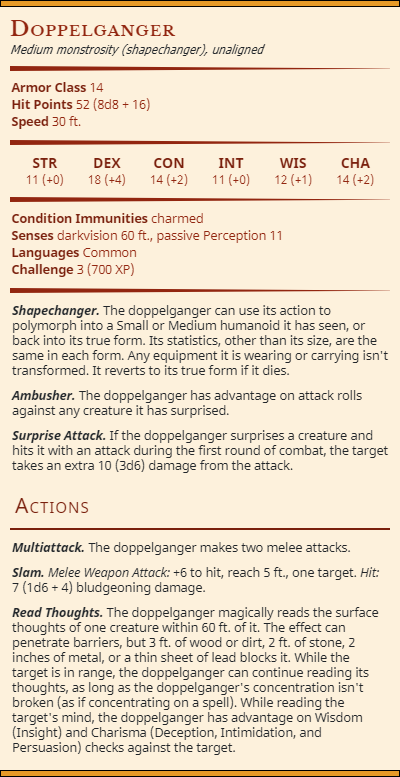 Doppelganger
Medium monstrosity (shapechanger), unaligned
Armor Class 14
Hit Points 52 (8d8 + 16)
Speed 30 ft.
STR DEX CON INT WIS CHA
11 (+0) 18 (+4) 14 (+2) 11 (+0) 12 (+1) 14 (+2)
Condition Immunities charmed
Senses darkvision 60 ft., passive Perception 11
Languages Common
Challenge 3 (700 XP)
Shapechanger. The doppelganger can use its action to
polymorph into a Small or Medium humanoid it has seen, or
back into its true form. Its statistics, other than its size, are the
same in each form. Any equipment it is wearing or carrying isn't
transformed. It reverts to its true form if it dies.
Ambusher. The doppelganger has advantage on attack rolls
against any creature it has surprised.
Surprise Attack. If the doppelganger surprises a creature and
hits it with an attack during the first round of combat, the target
takes an extra 10 (3d6) damage from the attack.
Actions
Multiattack. The doppelganger makes two melee attacks.
Slam. Melee Weapon Attack: +6 to hit, reach 5 ft., one target. Hit:
7 (1d6 + 4) bludgeoning damage.
Read Thoughts. The doppelganger magically reads the surface
thoughts of one creature within 60 ft. of it. The effect can
penetrate barriers, but 3 ft. of wood or dirt, 2 ft. of stone, 2
inches of metal, or a thin sheet of lead blocks it. While the
target is in range, the doppelganger can continue reading its
thoughts, as long as the doppelganger's concentration isn't
broken (as if concentrating on a spell). While reading the
target's mind, the doppelganger has advantage on Wisdom
(Insight) and Charisma (Deception, Intimidation, and
Persuasion) checks against the target.